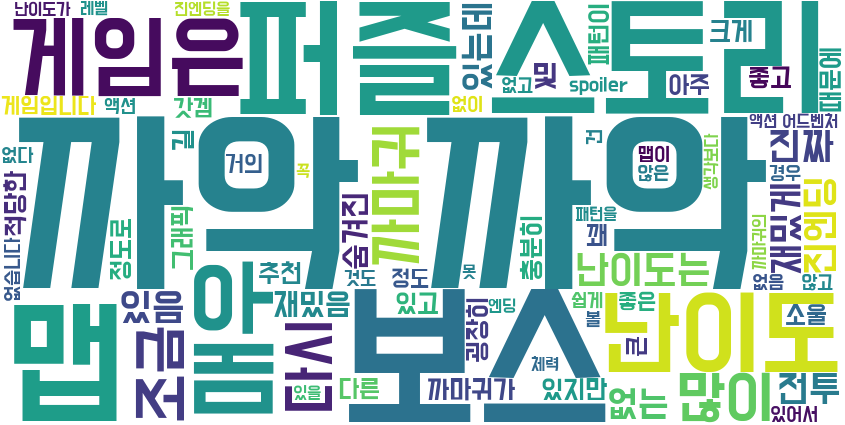 난이도가 레벨 진엔딩을
게임은 퍼즐 스토리
있는데 및 패턴이 크게
없고 spoiler 아주 좋고 때문에
게임입니다 액션 갓겜 없이
액션 어드벤처
까악 까악
없다 길 거의 꼭 까마귀 건 맵이 않은 생각보다 진짜 경우
적당한 숨겨진
정도로 그래픽 충분히 패턴을 꽤 까마귀의 재밌게 진엔딩
없습니다 추천 것도 정도 못 난이도는 없음 않고
맵 있음 매우 재밌음 있고 보스 엔딩 쉽게 좋은 볼 난이도 소울
조금 다시 굉장히 체력 큰
있을 다른 까마귀가 있지만 없는 많이 전투
있어서